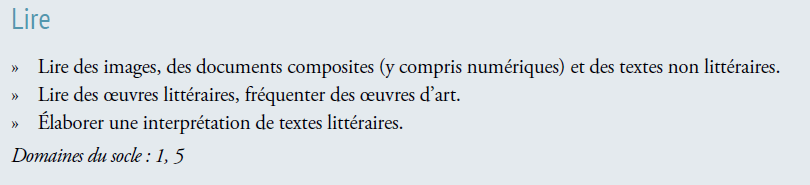 Lire
» Lire des images, des documents composites (y compris numériques) et des textes non littéraires.
» Lire des œuvres littéraires, fréquenter des œuvres d’art.
» Élaborer une interprétation de textes littéraires.
Domaines du socle : 1, 5